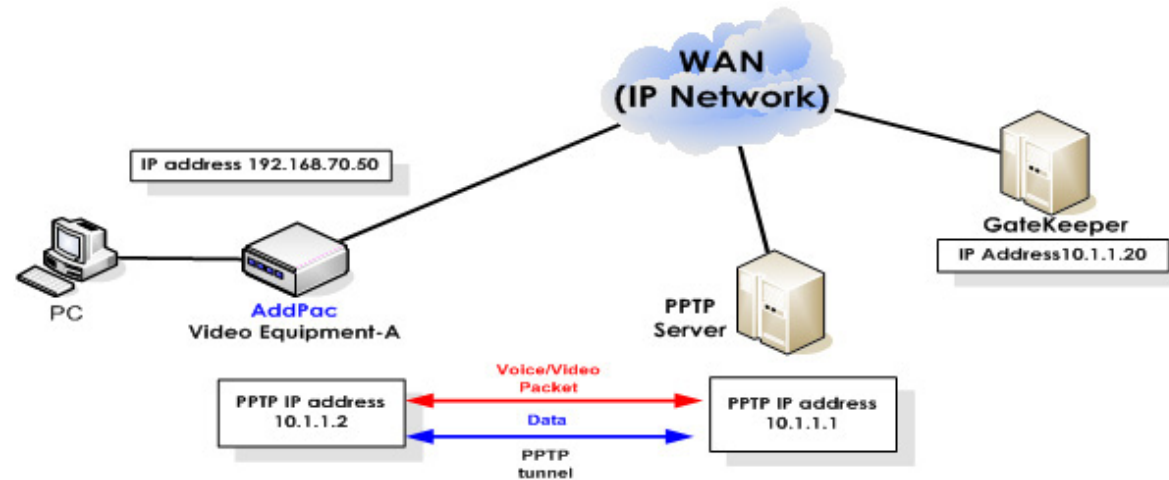 WAN
(IP Network)
IP address 192.168.70.50
GateKeeper
IP Address10.1.1.20
PC
AddPac
Video Equipment-A
PPTP
Server
Voice/Video
Packet
PPTP IP address
10.1.1.2
Data
PPTP
tunnel
PPTP IP address
10.1.1.1